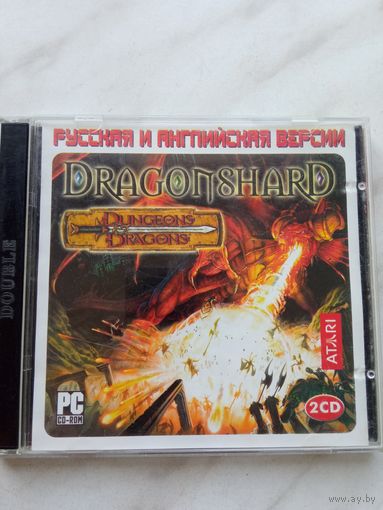 РУССКАЯ И АНГЛИЙСКАЯ ВЕРСИИ
DRAGONSHARD
DUNGEONS
DRAGONS
DOUBLE
ATARI
PC
CD-ROM
2CD
www.ay.by